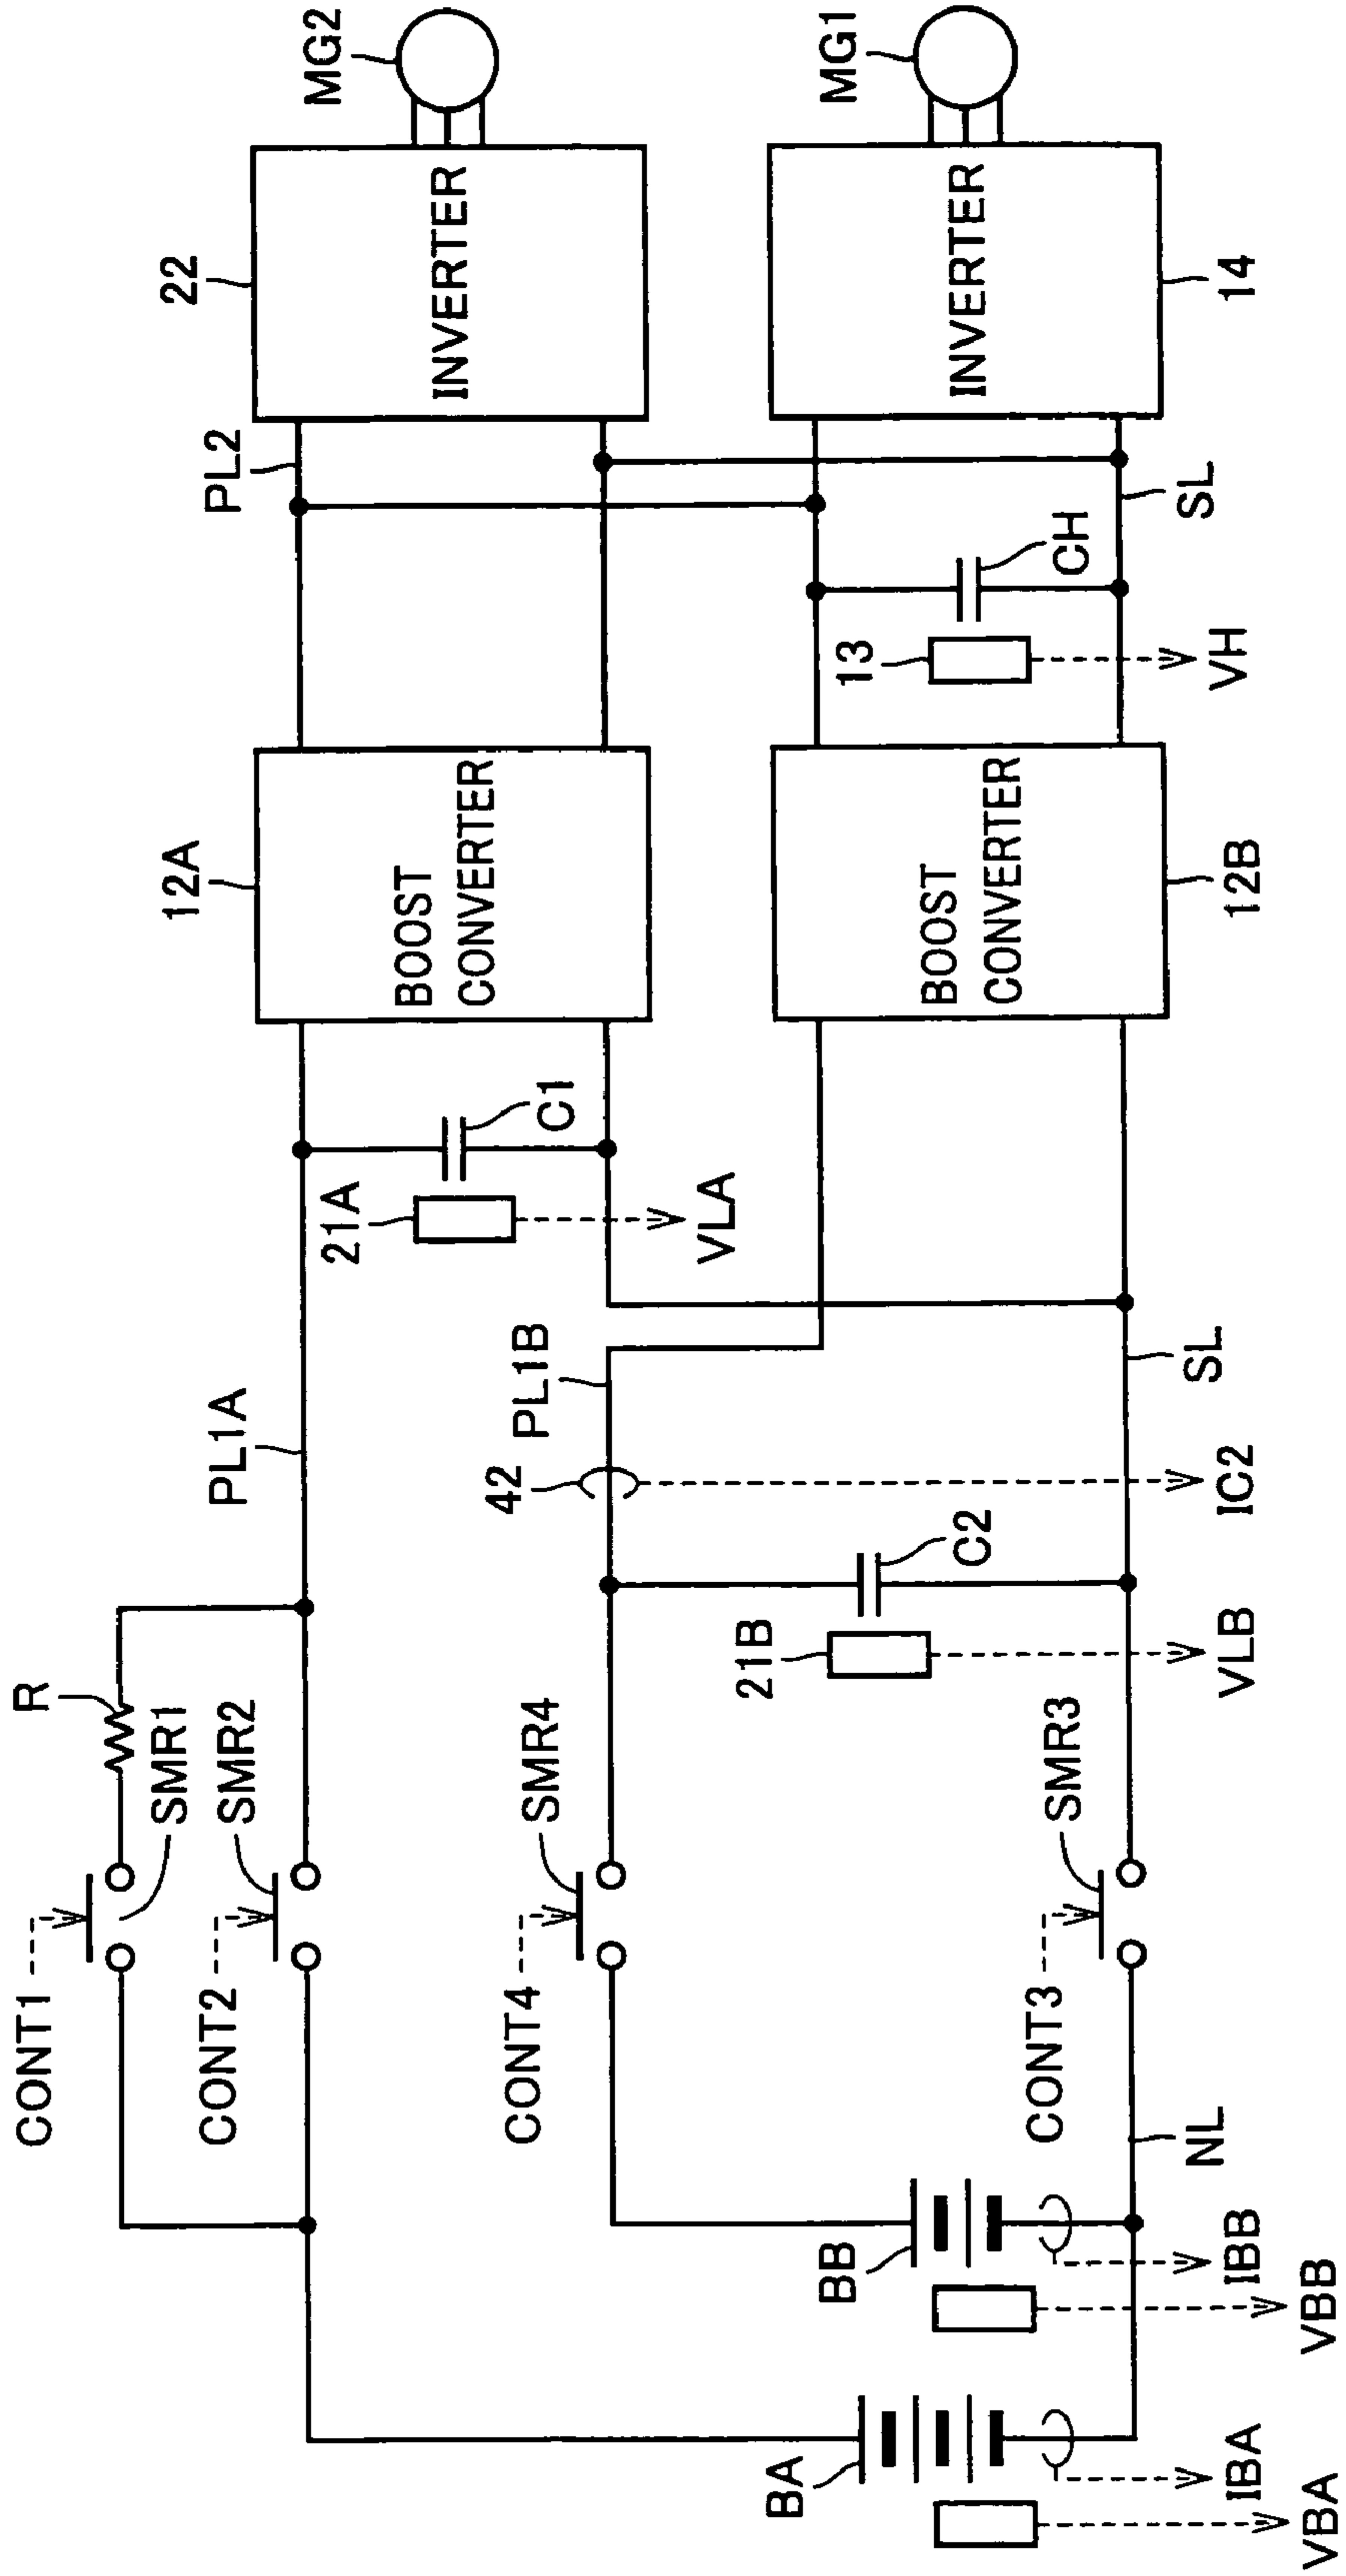 MG2
MG1
22
INVERTER
INVERTER
14
PL2
SL
CH
13
VH
12A
BOOST
CONVERTER
BOOST
CONVERTER
12B
C1
21A
VLA
PL1A
PL1B
SL
42
IC2
C2
21B
VLB
R
SMR1
SMR2
SMR4
SMR3
CONT1
CONT2
CONT4
CONT3
NL
BB
IBB
VBB
BA
IBA
VBA